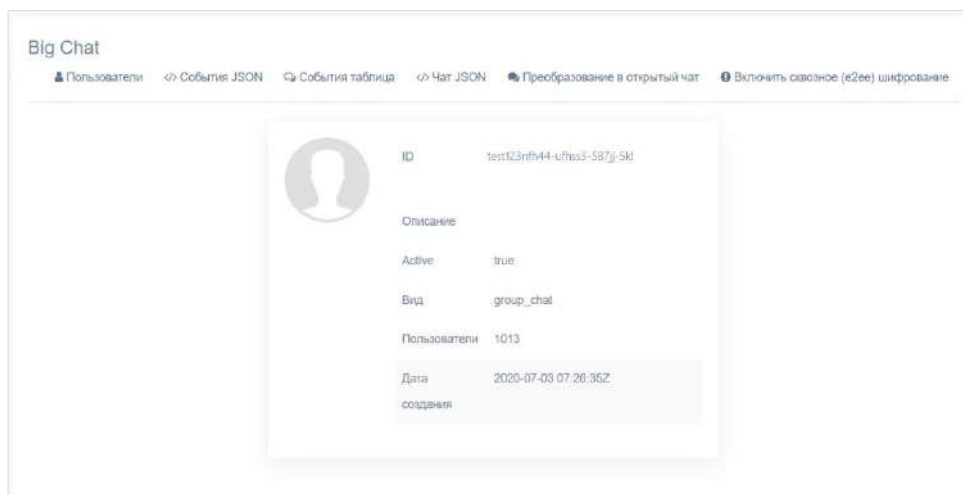 Big Chat
Пользователи </> События JSON События таблица </> Чат JSON Преобразование в открытый чат Включить сквозное (e2ee) шифрование
ID test123nfh44-ufhss3-587jj-5kl
Описание
Active true
Вид group_chat
Пользователи 1013
Дата 2020-07-03 07:26:35Z
создания